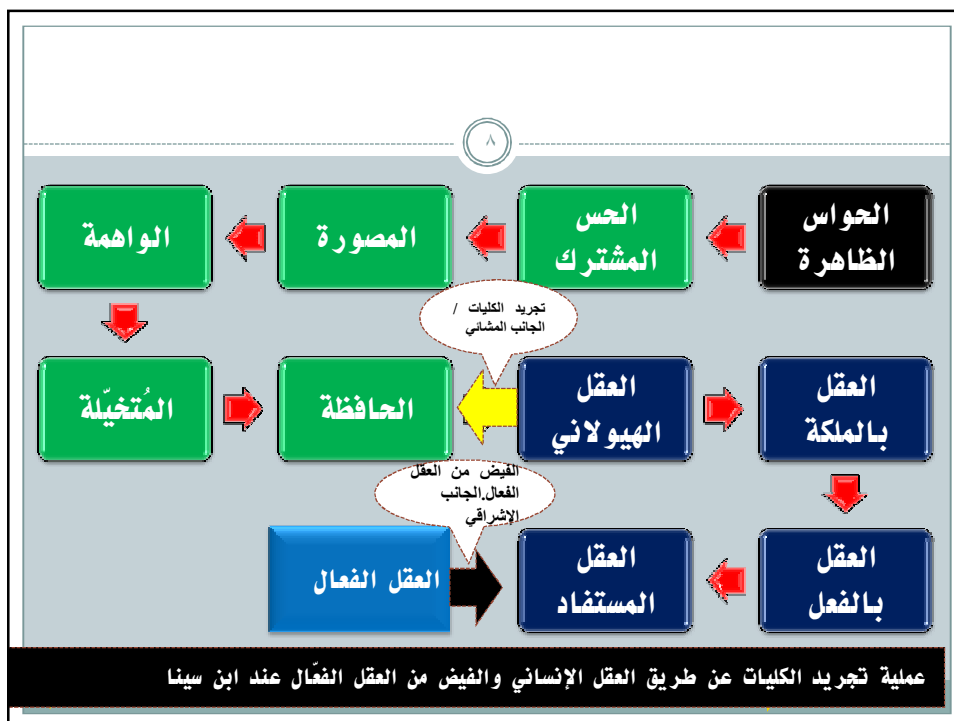 ٨
الحواس
الظاهرة
الحس
المشترك
المصورة
الواهمة
تجريد الكليات /
الجانب المشائي
المُتخيّلة
الحافظة
العقل
الهيولاني
العقل
بالملكة
الفيض من العقل
الفعال.الجانب
الإشراقي
العقل
بالفعل
العقل
المستفاد
العقل الفعال
عملية تجريد الكليات عن طريق العقل الإنساني والفيض من العقل الفعّال عند ابن سينا